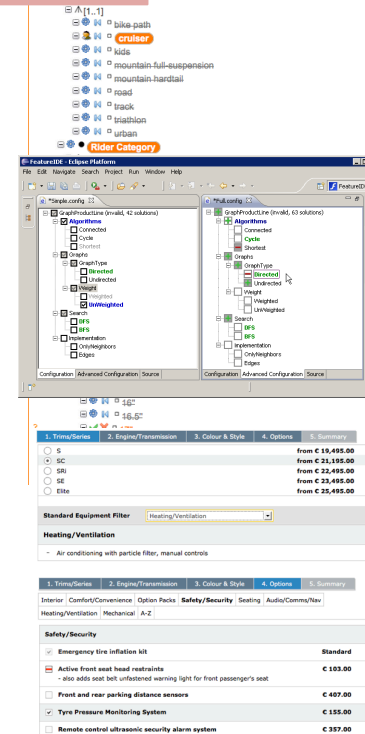 [1..1]
bike path
cruiser
kids
mountain full-suspension
mountain hardtail
road
track
triathlon
urban
Rider Category)
FeatureIDE - Eclipse Platform
File Edit Navigate Search Project Run Window Help
FeatureID
*Simple.config
GraphProductLine (invalid, 42 solutions)
Algorithms
Connected
Cycle
Shortest
Graphs
GraphType
Directed
Undirected
Weight
Weighted
UnWeighted
Search
DFS
BFS
Implementation
OnlyNeighbors
Edges
Configuration Advanced Configuration Source
*Full.config
GraphProductLine (invalid, 63 solutions)
Algorithms
Connected
Cycle
Shortest
Graphs
GraphType
Directed
Undirected
Weight
Weighted
UnWeighted
Search
DFS
BFS
Implementation
OnlyNeighbors
Edges
Configuration Advanced Configuration Source
16"
16.5"
1. Trims/Series 2. Engine/Transmission 3. Colour & Style 4. Options 5. Summary
S from € 19,495.00
SC from € 21,195.00
SRi from € 22,495.00
SE from € 23,495.00
Elite from € 25,495.00
Standard Equipment Filter Heating/Ventilation
Heating/Ventilation
- Air conditioning with particle filter, manual controls
1. Trims/Series 2. Engine/Transmission 3. Colour & Style 4. Options 5. Summary
Interior Comfort/Convenience Option Packs Safety/Security Seating Audio/Comms/Nav
Heating/Ventilation Mechanical A-Z
Safety/Security
Emergency tire inflation kit Standard
Active front seat head restraints € 103.00
- also adds seat belt unfastened warning light for front passenger's seat
Front and rear parking distance sensors € 407.00
Tyre Pressure Monitoring System € 155.00
Remote control ultrasonic security alarm system € 357.00